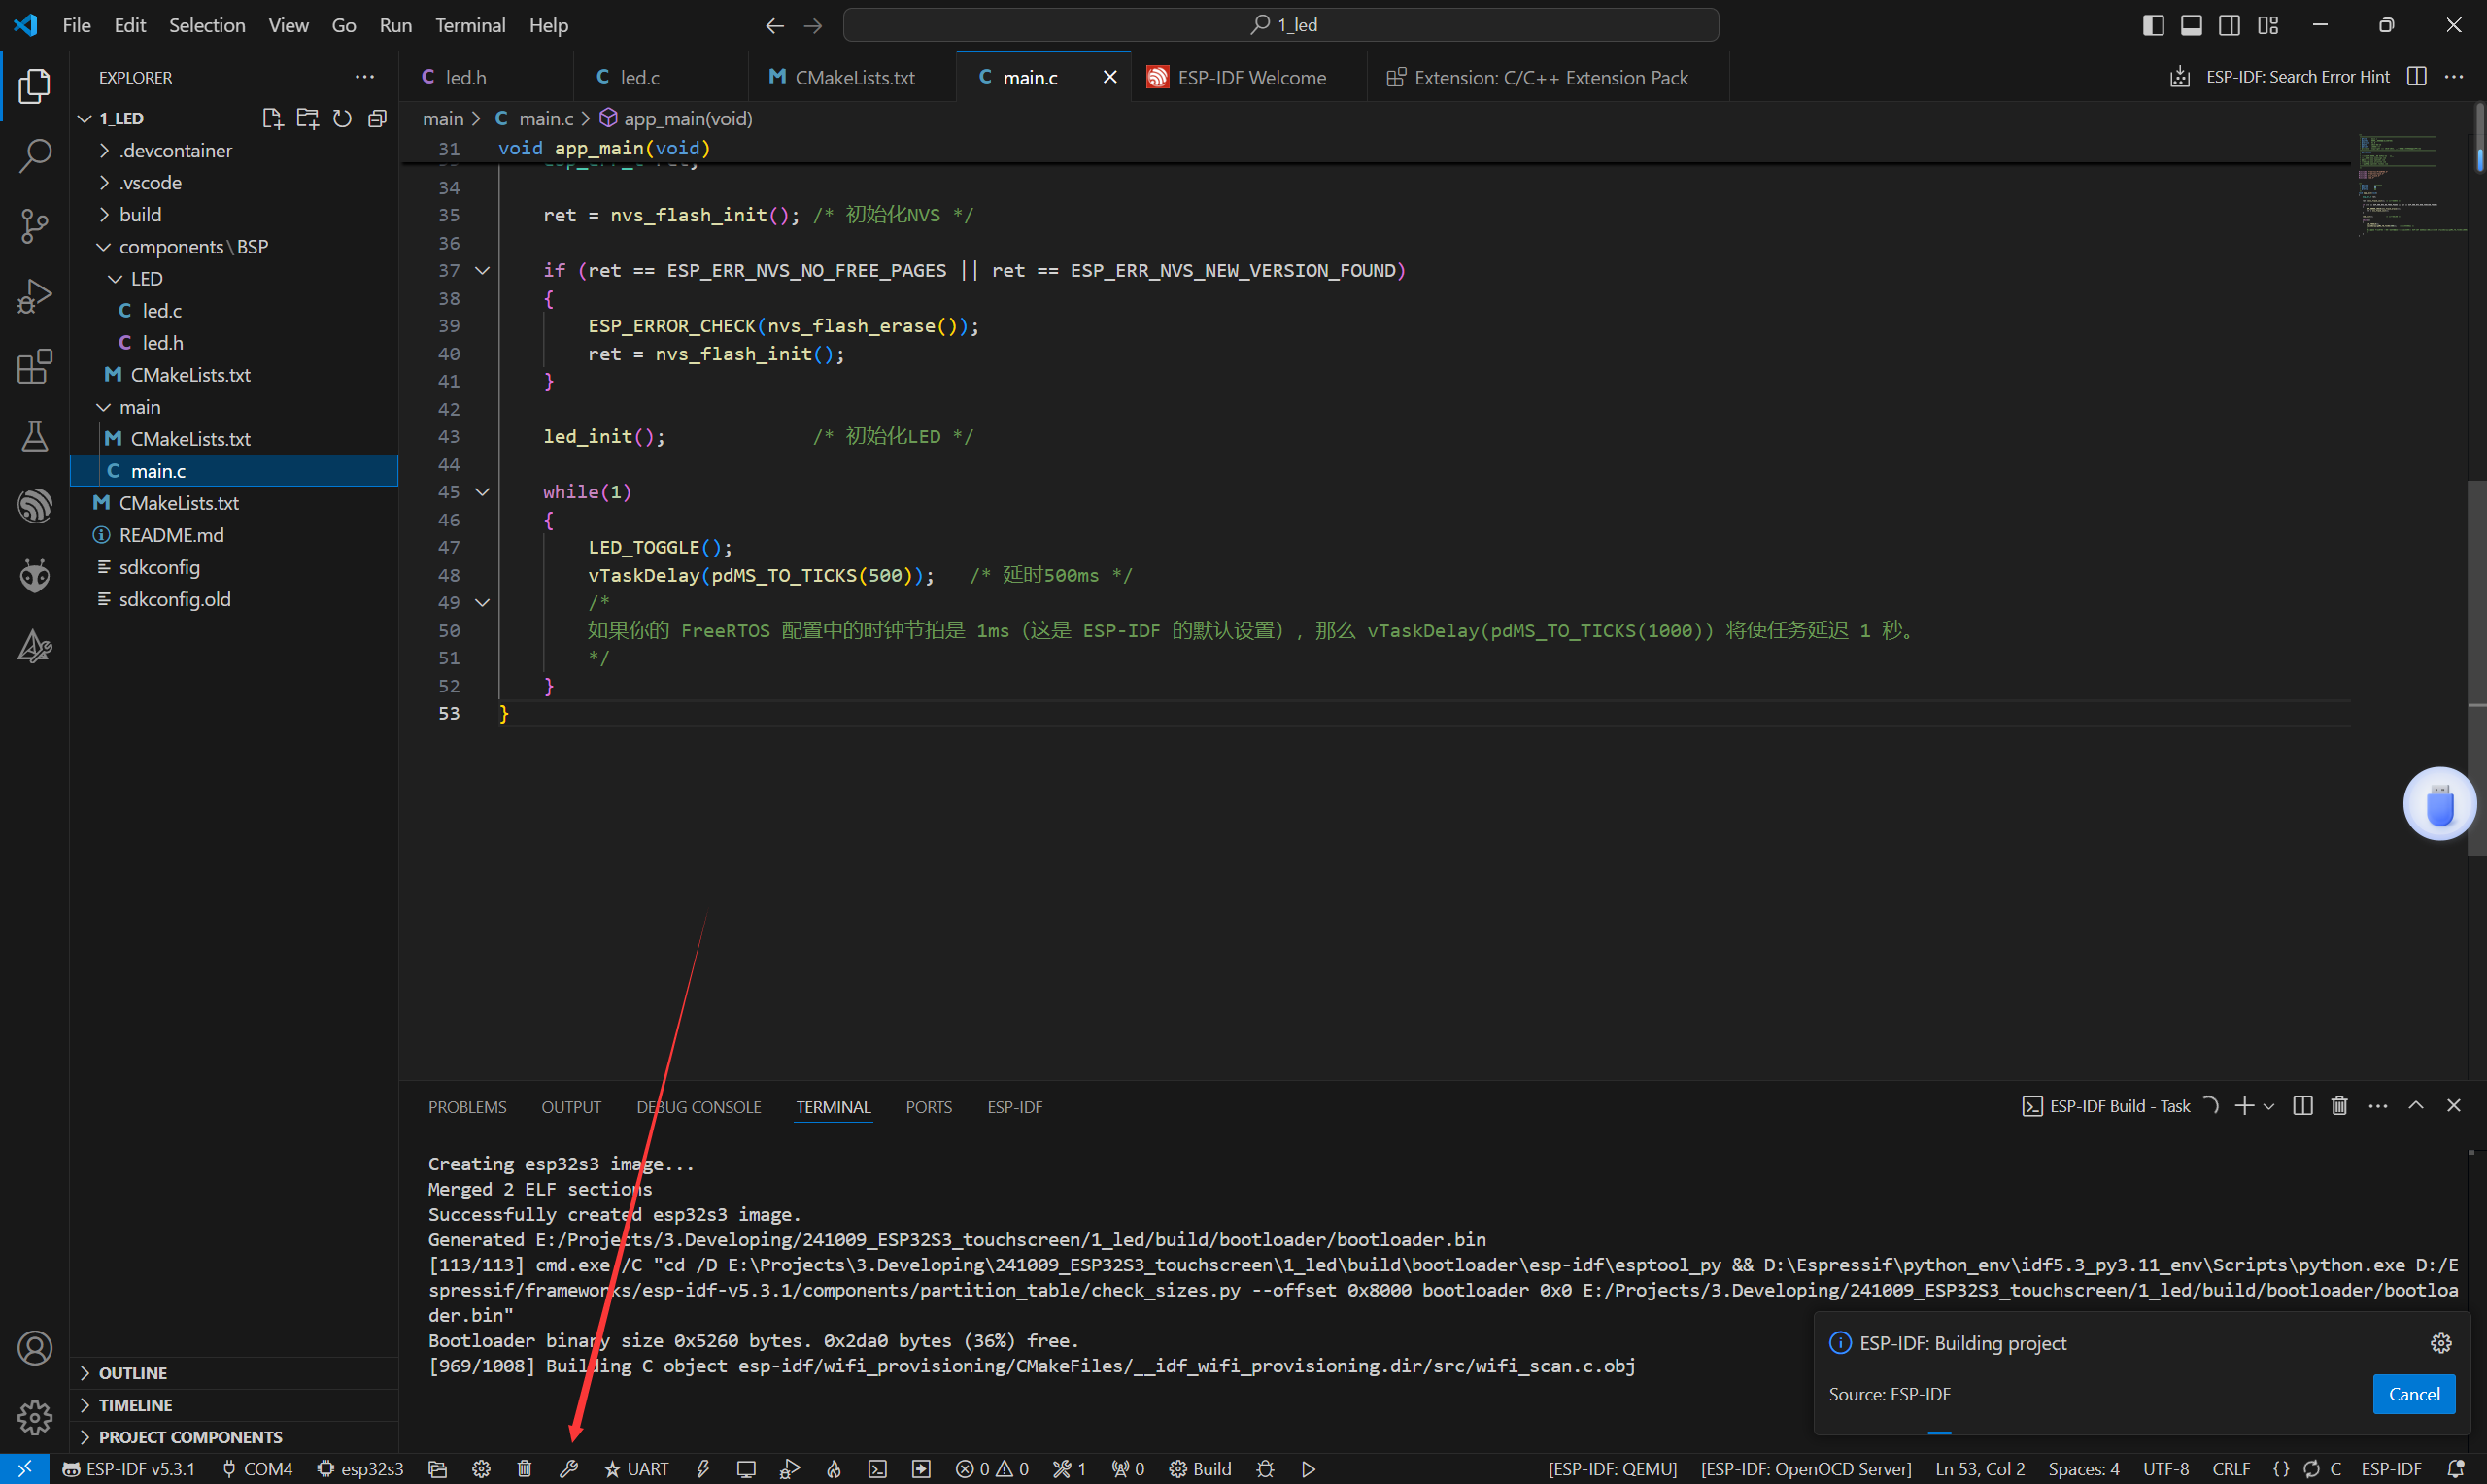 File Edit Selection View Go Run Terminal Help
1_led
EXPLORER
led.h
led.c
CMakeLists.txt
main.c
ESP-IDF Welcome
Extension: C/C++ Extension Pack
ESP-IDF: Search Error Hint
1_LED
.devcontainer
.vscode
build
components\BSP
LED
led.c
led.h
CMakeLists.txt
main
CMakeLists.txt
main.c
CMakeLists.txt
README.md
sdkconfig
sdkconfig.old
OUTLINE
TIMELINE
PROJECT COMPONENTS
main > C main.c > app_main(void)
31 void app_main(void)
34
35 ret = nvs_flash_init(); /* 初始化NVS */
36
37 if (ret == ESP_ERR_NVS_NO_FREE_PAGES || ret == ESP_ERR_NVS_NEW_VERSION_FOUND)
38 {
39 ESP_ERROR_CHECK(nvs_flash_erase());
40 ret = nvs_flash_init();
41 }
42
43 led_init(); /* 初始化LED */
44
45 while(1)
46 {
47 LED_TOGGLE();
48 vTaskDelay(pdMS_TO_TICKS(500)); /* 延时500ms */
49 /*
50 如果你的 FreeRTOS 配置中的时钟节拍是 1ms（这是 ESP-IDF 的默认设置），那么 vTaskDelay(pdMS_TO_TICKS(1000)) 将使任务延迟 1 秒。
51 */
52 }
53 }
PROBLEMS OUTPUT DEBUG CONSOLE TERMINAL PORTS ESP-IDF
ESP-IDF Build - Task
Creating esp32s3 image...
Merged 2 ELF sections
Successfully created esp32s3 image.
Generated E:/Projects/3.Developing/241009_ESP32S3_touchscreen/1_led/build/bootloader/bootloader.bin
[113/113] cmd.exe /C "cd /D E:\Projects\3.Developing\241009_ESP32S3_touchscreen\1_led\build\bootloader\esp-idf\esptool_py && D:\Espressif\python_env\idf5.3_py3.11_env\Scripts\python.exe D:/E
spressif/frameworks/esp-idf-v5.3.1/components/partition_table/check_sizes.py --offset 0x8000 bootloader 0x0 E:/Projects/3.Developing/241009_ESP32S3_touchscreen/1_led/build/bootloader/bootloa
der.bin"
Bootloader binary size 0x5260 bytes. 0x2da0 bytes (36%) free.
[969/1008] Building C object esp-idf/wifi_provisioning/CMakeFiles/__idf_wifi_provisioning.dir/src/wifi_scan.c.obj
ESP-IDF: Building project
Source: ESP-IDF
Cancel
ESP-IDF v5.3.1 COM4 esp32s3 UART 0 0 1 0 Build [ESP-IDF: QEMU] [ESP-IDF: OpenOCD Server] Ln 53, Col 2 Spaces: 4 UTF-8 CRLF {} C ESP-IDF